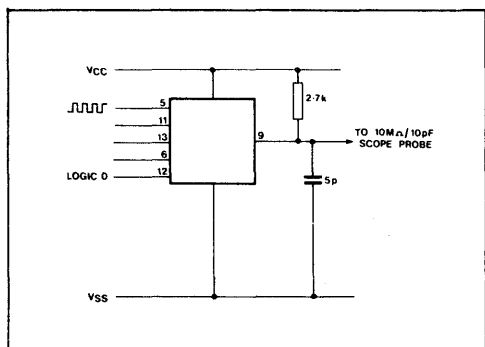 VCC
2·7k
5
11
13
9
TO 10MΩ/10pF
SCOPE PROBE
6
LOGIC 0
12
5p
VSS